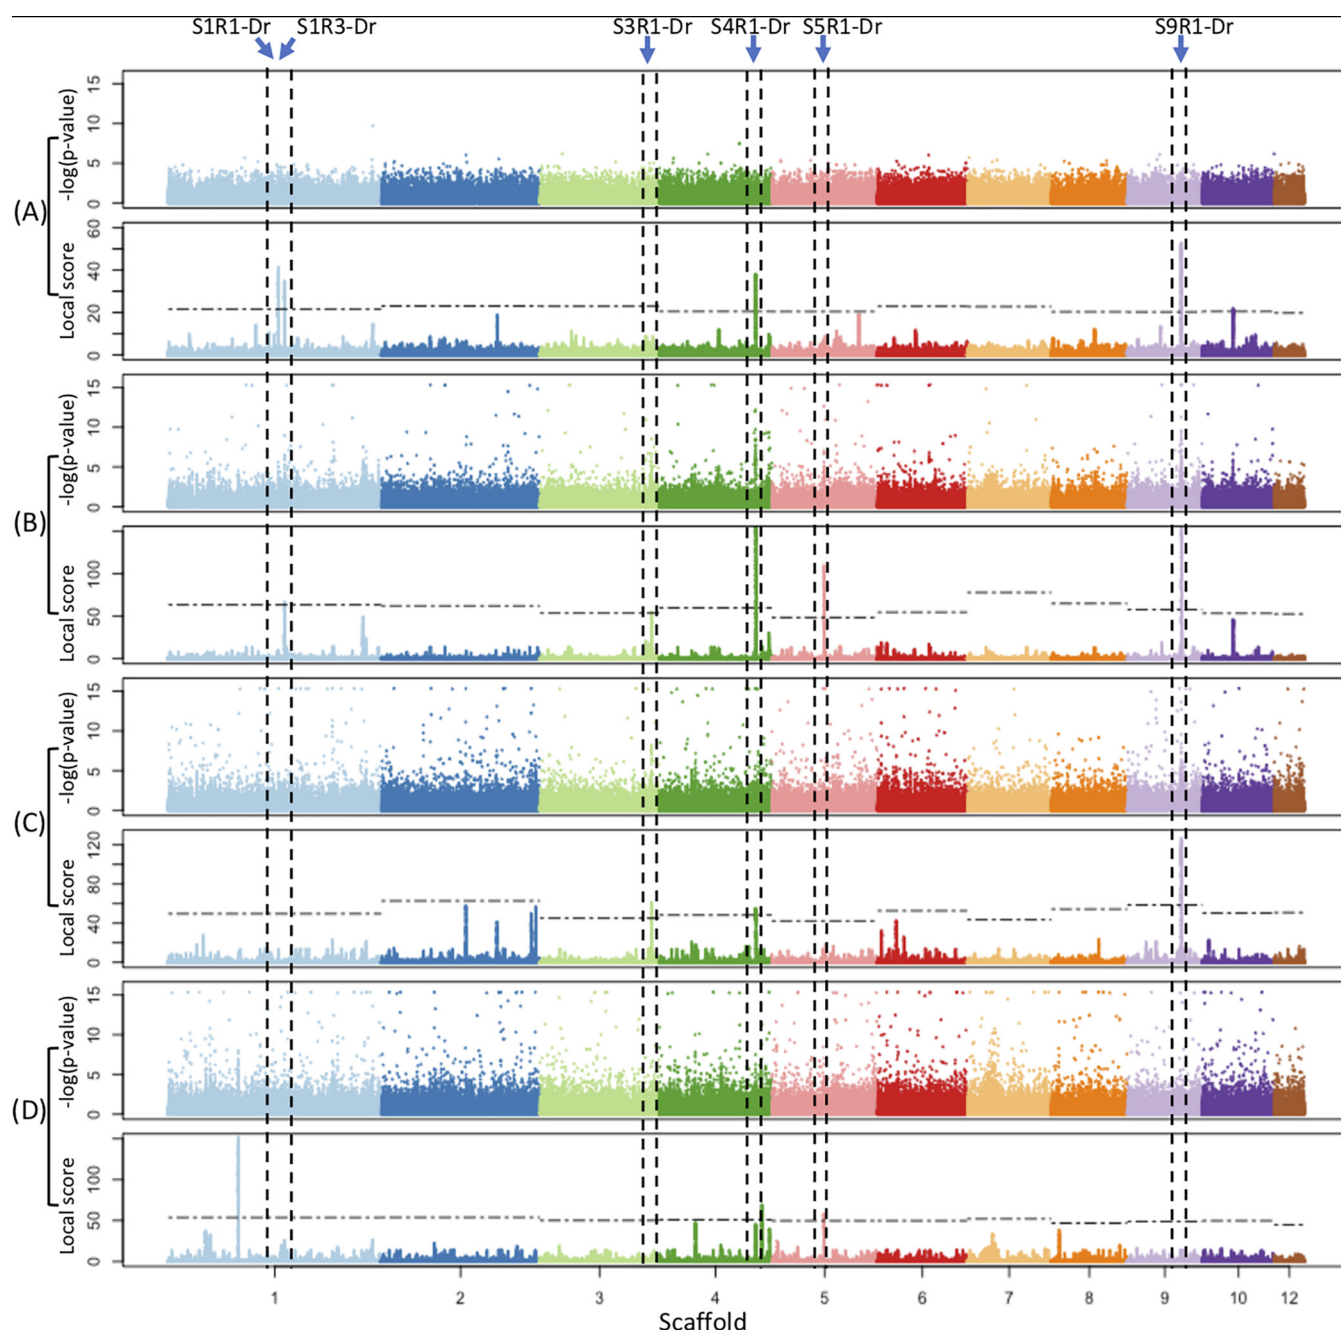 S1R1-Dr S1R3-Dr S3R1-Dr S4R1-Dr S5R1-Dr S9R1-Dr
(A)
-log(p-value)
15
10
5
0
Local score
60
40
20
0
(B)
-log(p-value)
15
10
5
0
Local score
100
50
0
(C)
-log(p-value)
15
10
5
0
Local score
120
80
40
0
(D)
-log(p-value)
15
10
5
0
Local score
100
50
0
1 2 3 4 5 6 7 8 9 10 12
Scaffold